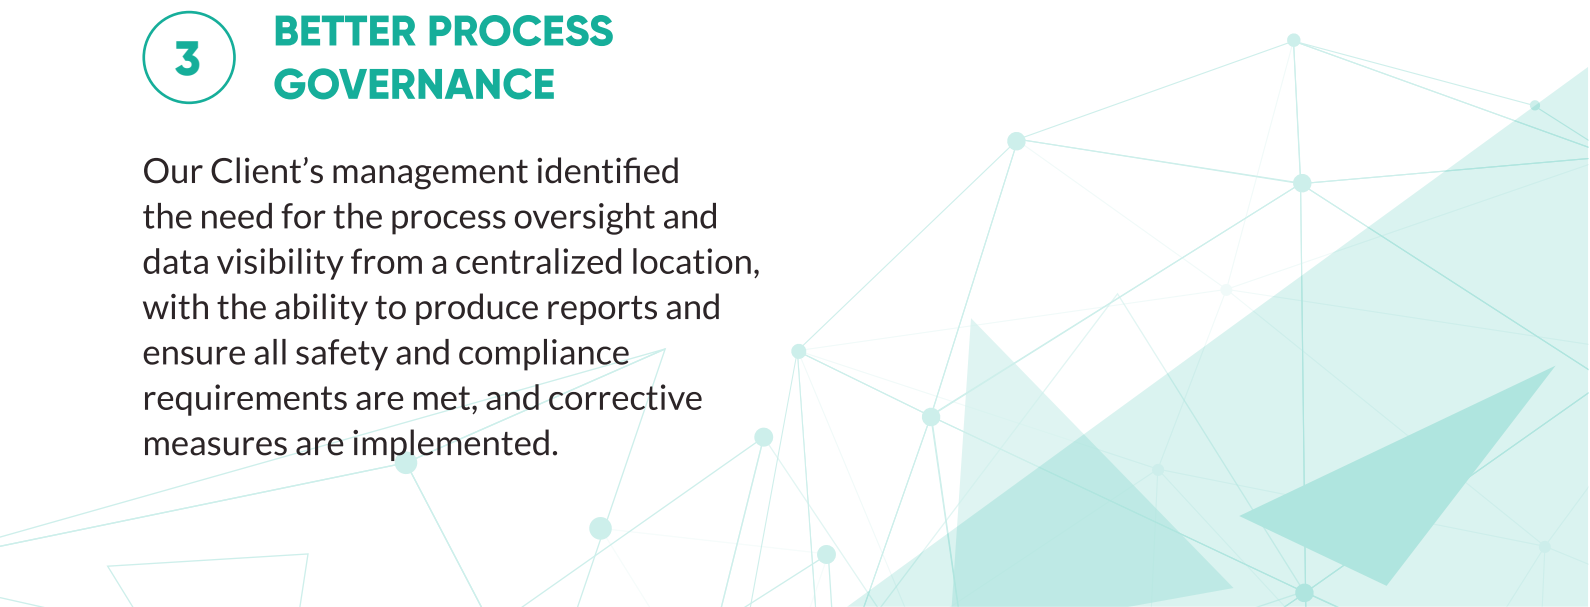 3
BETTER PROCESS
GOVERNANCE
Our Client’s management identified
the need for the process oversight and
data visibility from a centralized location,
with the ability to produce reports and
ensure all safety and compliance
requirements are met, and corrective
measures are implemented.